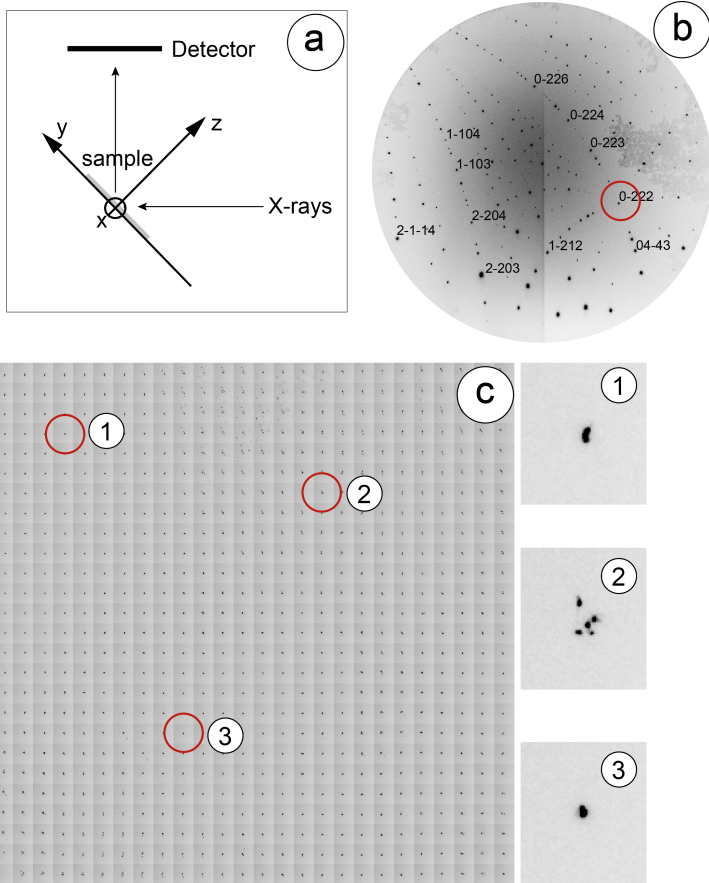 a
Detector
y
z
sample
x
X-rays
b
0-226
0-224
1-104
0-223
1-103
0-222
2-204
2-1-14
1-212
04-43
2-203
c
1
2
3
1
2
3